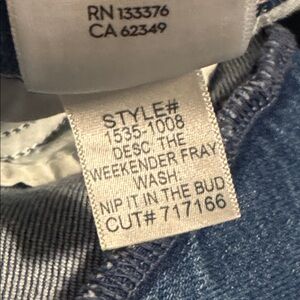 RN 133376
CA 62349
STYLE#
1535-1008
DESC. THE
WEEKENDER FRAY
WASH:
NIP IT IN THE BUD
CUT# 717166